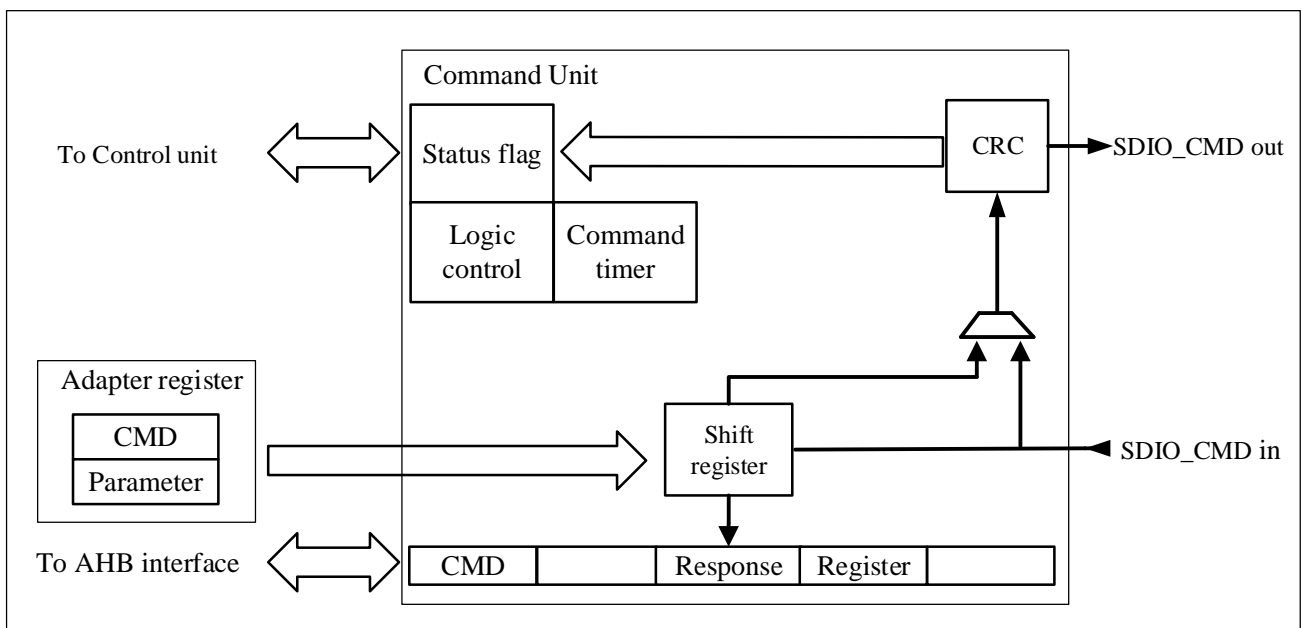 Command Unit
To Control unit
Status flag
CRC
SDIO_CMD out
Logic
control
Command
timer
Adapter register
CMD
Parameter
Shift
register
SDIO_CMD in
To AHB interface
CMD
Response
Register